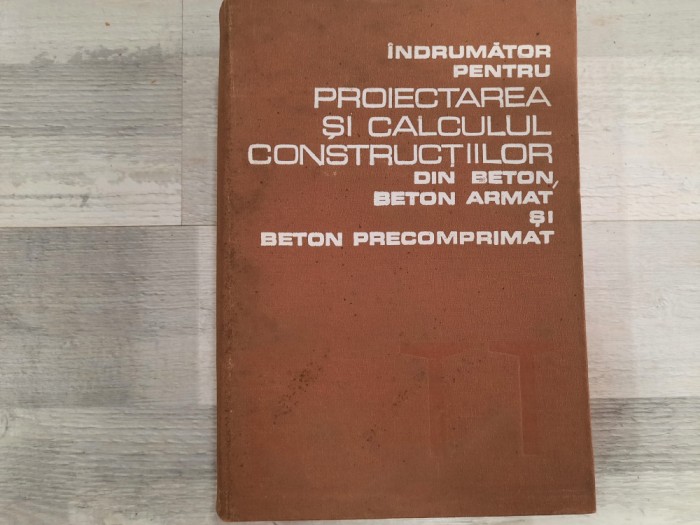 ÎNDRUMĂTOR
PENTRU
PROIECTAREA
ŞI CALCULUL
CONSTRUCŢIILOR
DIN BETON,
BETON ARMAT
ŞI
BETON PRECOMPRIMAT